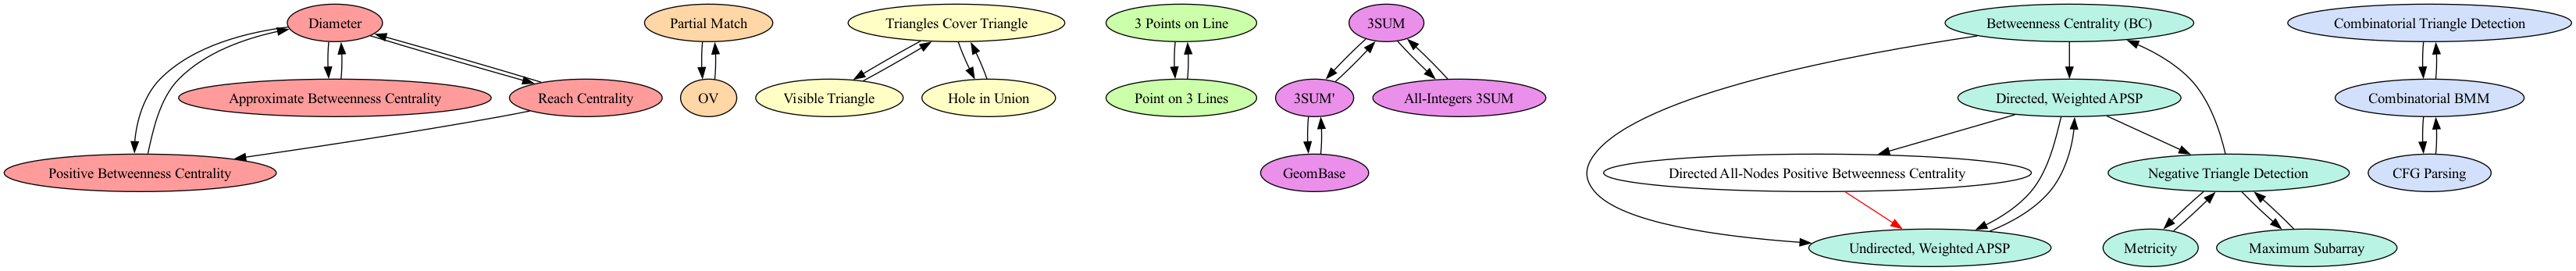 Diameter
Partial Match
Triangles Cover Triangle
3 Points on Line
3SUM
Betweenness Centrality (BC)
Combinatorial Triangle Detection
Approximate Betweenness Centrality
Reach Centrality
OV
Visible Triangle
Hole in Union
Point on 3 Lines
3SUM'
All-Integers 3SUM
Directed, Weighted APSP
Combinatorial BMM
Positive Betweenness Centrality
GeomBase
Directed All-Nodes Positive Betweenness Centrality
Negative Triangle Detection
CFG Parsing
Undirected, Weighted APSP
Metricity
Maximum Subarray